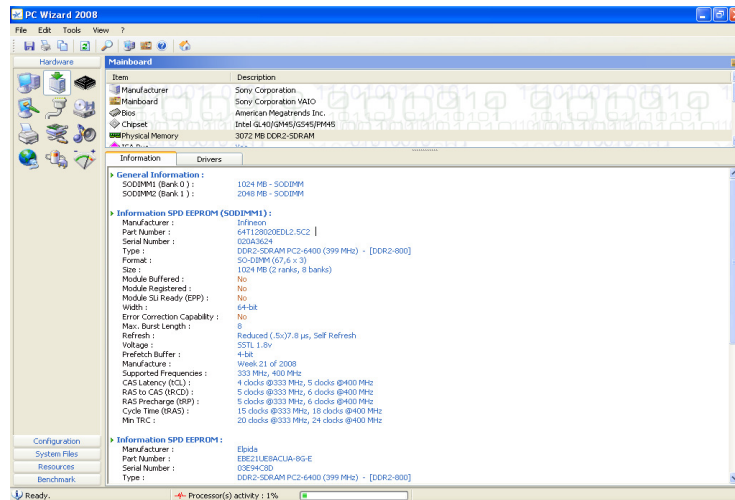 PC Wizard 2008
File Edit Tools View ?
Hardware
Mainboard
Item Description
Manufacturer Sony Corporation
Mainboard Sony Corporation VAIO
Bios American Megatrends Inc.
Chipset Intel GL40/GM45/GS45/PM45
Physical Memory 3072 MB DDR2-SDRAM
Information Drivers
General Information :
SODIMM1 (Bank 0 ) : 1024 MB - SODIMM
SODIMM2 (Bank 1 ) : 2048 MB - SODIMM
Information SPD EEPROM (SODIMM1) :
Manufacturer : Infineon
Part Number : 64T128020EDL2.5C2
Serial Number : 020A3624
Type : DDR2-SDRAM PC2-6400 (399 MHz) - [DDR2-800]
Format : SO-DIMM (67,6 x 3)
Size : 1024 MB (2 ranks, 8 banks)
Module Buffered : No
Module Registered : No
Module SLi Ready (EPP) : No
Width : 64-bit
Error Correction Capability : No
Max. Burst Length : 8
Refresh : Reduced (.5x)7.8 µs, Self Refresh
Voltage : SSTL 1.8v
Prefetch Buffer : 4-bit
Manufacture : Week 21 of 2008
Supported Frequencies : 333 MHz, 400 MHz
CAS Latency (tCL) : 4 clocks @333 MHz, 5 clocks @400 MHz
RAS to CAS (tRCD) : 5 clocks @333 MHz, 6 clocks @400 MHz
RAS Precharge (tRP) : 5 clocks @333 MHz, 6 clocks @400 MHz
Cycle Time (tRAS) : 15 clocks @333 MHz, 18 clocks @400 MHz
Min TRC : 20 clocks @333 MHz, 24 clocks @400 MHz
Information SPD EEPROM :
Manufacturer : Elpida
Part Number : EBE21UE8ACUA-8G-E
Serial Number : 03E94C8D
Type : DDR2-SDRAM PC2-6400 (399 MHz) - [DDR2-800]
Configuration
System Files
Resources
Benchmark
Ready. Processor(s) activity : 1%